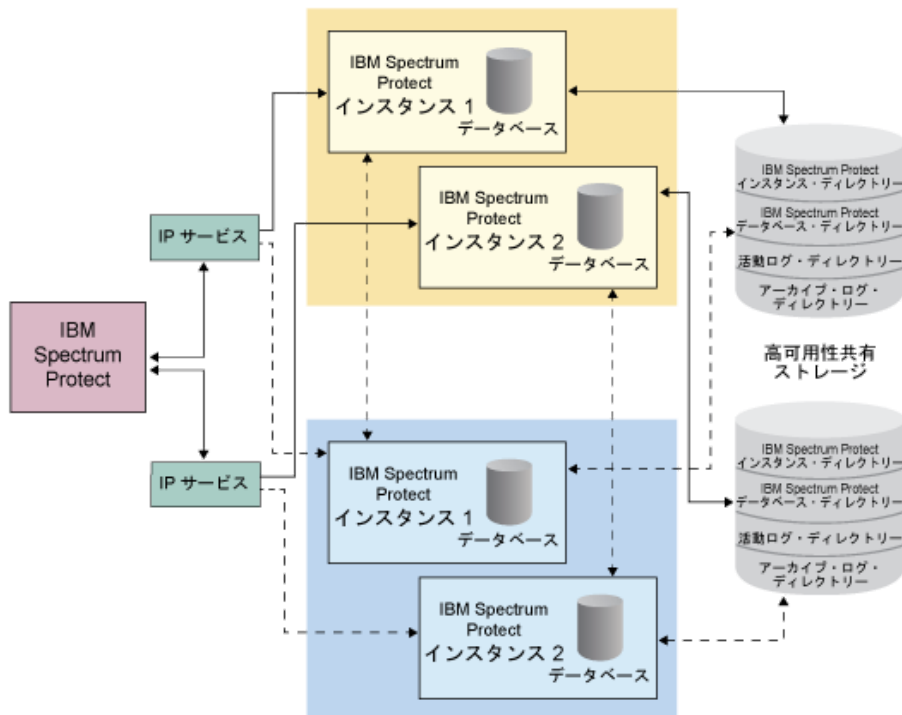 IBM Spectrum
Protect
インスタンス 1
データベース
IBM Spectrum
Protect
インスタンス 2
データベース
IP サービス
IBM
Spectrum
Protect
IP サービス
IBM Spectrum
Protect
インスタンス 1
データベース
IBM Spectrum
Protect
インスタンス 2
データベース
IBM Spectrum Protect
インスタンス・ディレクトリー
IBM Spectrum Protect
データベース・ディレクトリー
活動ログ・ディレクトリー
アーカイブ・ログ・
ディレクトリー
高可用性共有
ストレージ
IBM Spectrum Protect
インスタンス・ディレクトリー
IBM Spectrum Protect
データベース・ディレクトリー
活動ログ・ディレクトリー
アーカイブ・ログ・
ディレクトリー